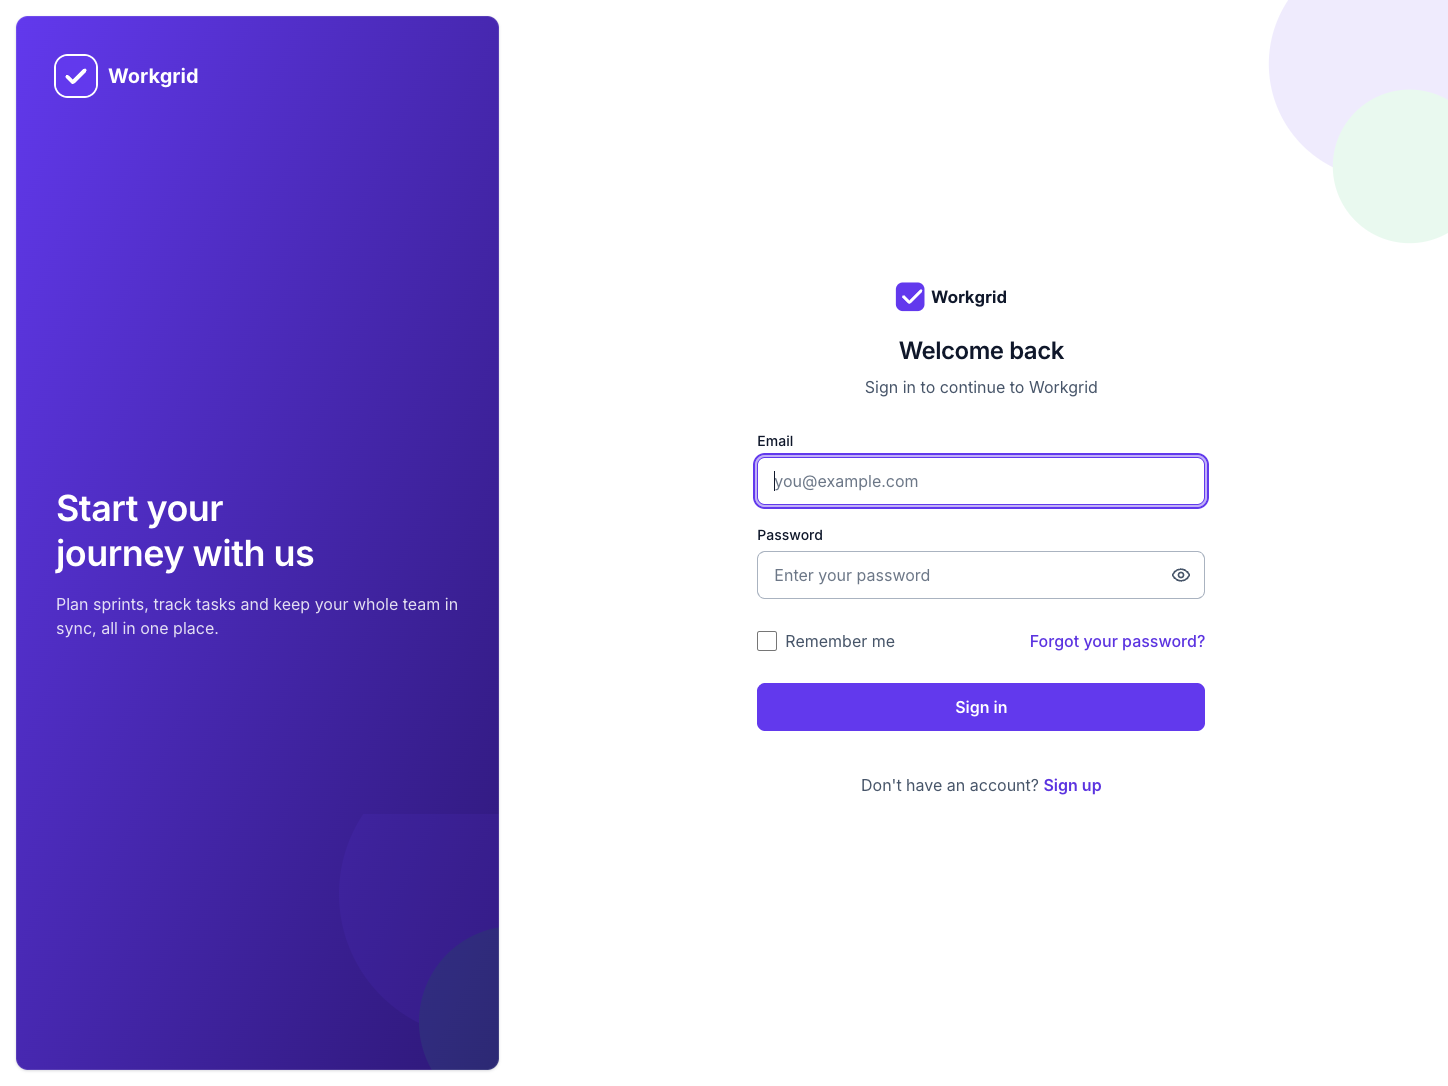 Workgrid
Start your
journey with us
Plan sprints, track tasks and keep your whole team in
sync, all in one place.
Workgrid
Welcome back
Sign in to continue to Workgrid
Email
you@example.com
Password
Enter your password
Remember me
Forgot your password?
Sign in
Don't have an account? Sign up